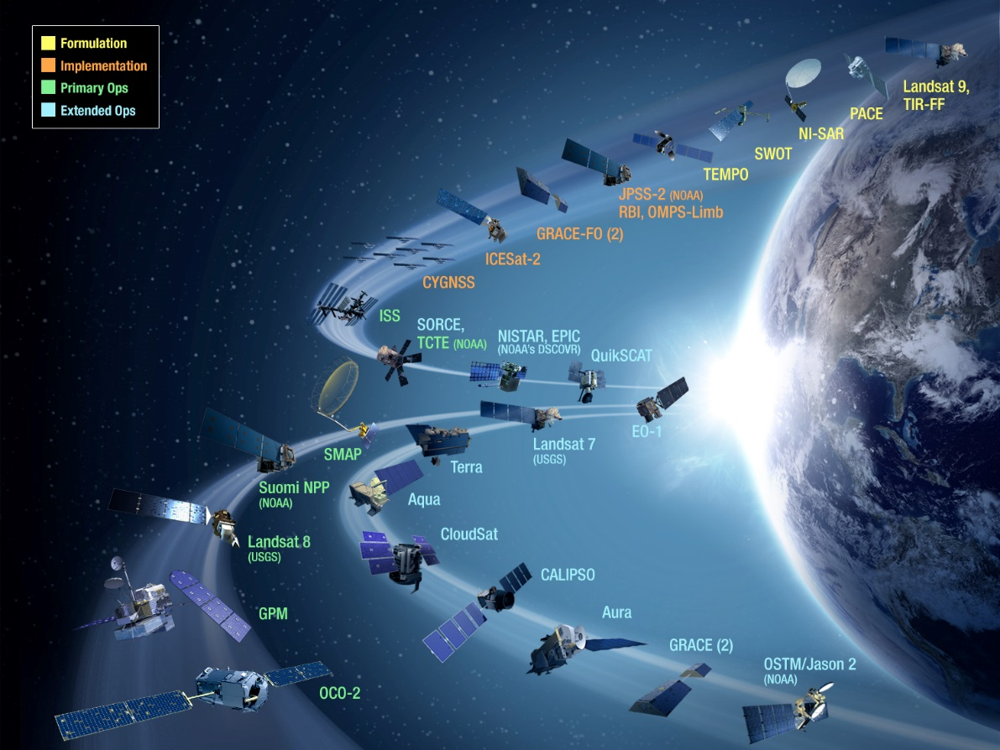 Formulation
Implementation
Primary Ops
Extended Ops
Landsat 9,
TIR-FF
PACE
NI-SAR
SWOT
TEMPO
JPSS-2 (NOAA)
RBI, OMPS-Limb
GRACE-FO (2)
ICESat-2
CYGNSS
ISS
SORCE,
TCTE (NOAA)
NISTAR, EPIC
(NOAA's DSCOVR)
QuikSCAT
EO-1
Landsat 7
(USGS)
SMAP
Terra
Suomi NPP
(NOAA)
Aqua
Landsat 8
(USGS)
CloudSat
CALIPSO
GPM
Aura
GRACE (2)
OSTM/Jason 2
(NOAA)
OCO-2